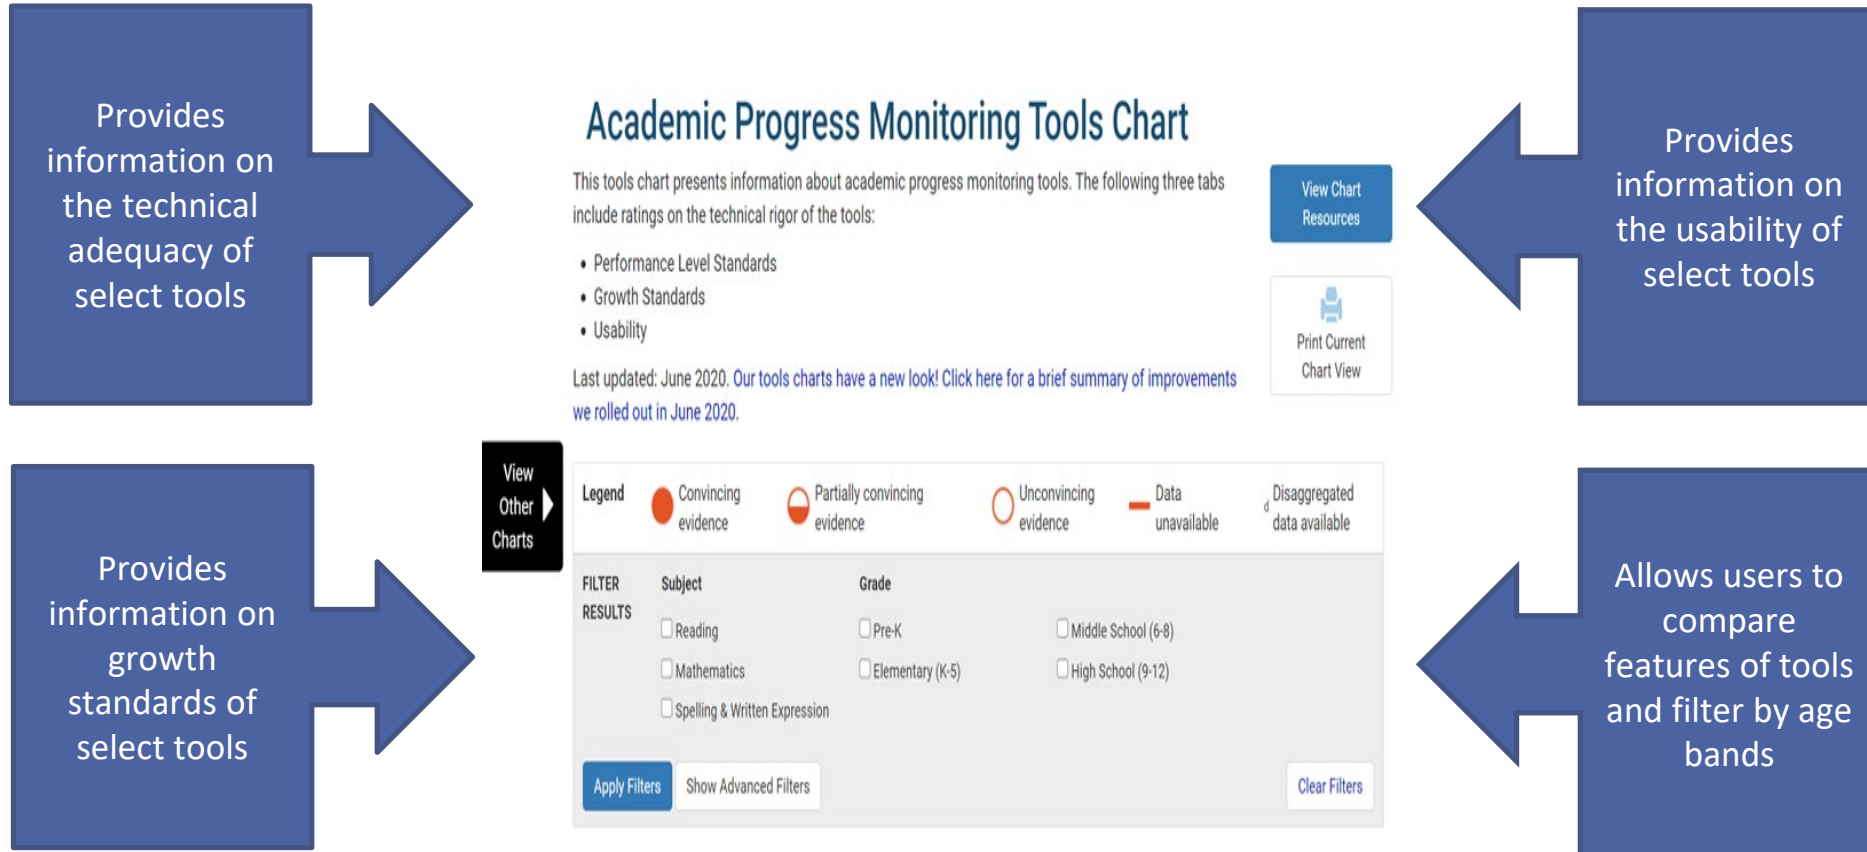 Provides
information on
the technical
adequacy of
select tools
Provides
information on
growth
standards of
select tools
Academic Progress Monitoring Tools Chart
This tools chart presents information about academic progress monitoring tools. The following three tabs
include ratings on the technical rigor of the tools:
• Performance Level Standards
• Growth Standards
• Usability
Last updated: June 2020. Our tools charts have a new look! Click here for a brief summary of improvements
we rolled out in June 2020.
View Chart
Resources
Print Current
Chart View
View
Other
Charts
Legend
Convincing
evidence
Partially convincing
evidence
Unconvincing
evidence
Data
unavailable
d
Disaggregated
data available
FILTER
RESULTS
Subject
Reading
Mathematics
Spelling & Written Expression
Grade
Pre-K
Elementary (K-5)
Middle School (6-8)
High School (9-12)
Apply Filters
Show Advanced Filters
Clear Filters
Provides
information on
the usability of
select tools
Allows users to
compare
features of tools
and filter by age
bands